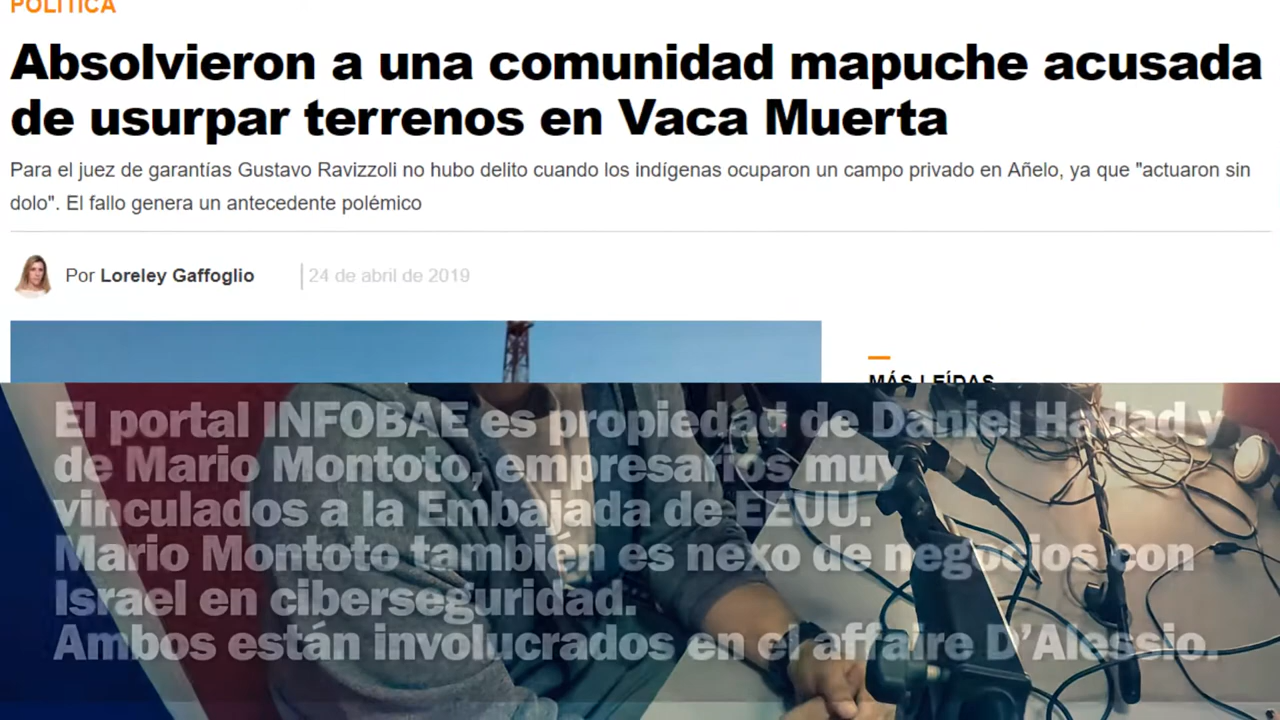 POLÍTICA
Absolvieron a una comunidad mapuche acusada
de usurpar terrenos en Vaca Muerta
Para el juez de garantías Gustavo Ravizzoli no hubo delito cuando los indígenas ocuparon un campo privado en Añelo, ya que "actuaron sin
dolo". El fallo genera un antecedente polémico
Por Loreley Gaffoglio
24 de abril de 2019
MÁS LEÍDAS
El portal INFOBAE es propiedad de Daniel Hadad y
de Mario Montoto, empresarios muy
vinculados a la Embajada de EEUU.
Mario Montoto también es nexo de negocios con
Israel en ciberseguridad.
Ambos están involucrados en el affaire D'Alessio.